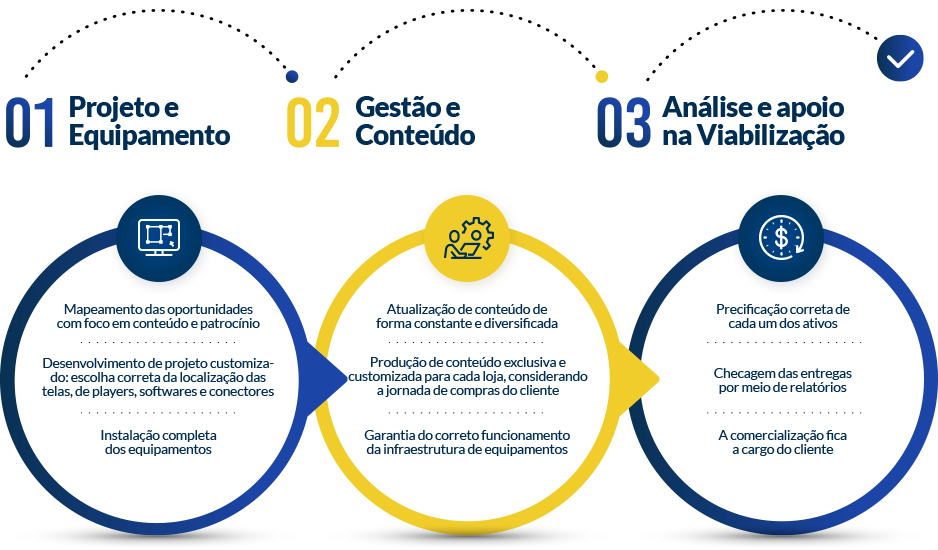 01 Projeto e
Equipamento
02 Gestão e
Conteúdo
03 Análise e apoio
na Viabilização
Mapeamento das oportunidades
com foco em conteúdo e patrocínio
Desenvolvimento de projeto customiza-
do: escolha correta da localização das
telas, de players, softwares e conectores
Instalação completa
dos equipamentos
Atualização de conteúdo de
forma constante e diversificada
Produção de conteúdo exclusiva e
customizada para cada loja, considerando
a jornada de compras do cliente
Garantia do correto funcionamento
da infraestrutura de equipamentos
$
Precificação correta de
cada um dos ativos
Checagem das entregas
por meio de relatórios
A comercialização fica
a cargo do cliente